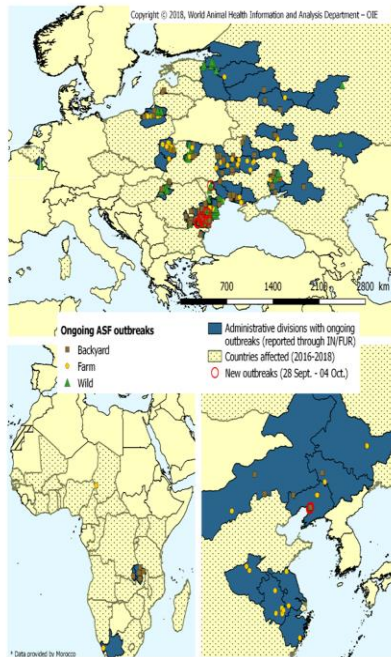 Copyright © 2018, World Animal Health Information and Analysis Department - OIE
0 700 1400 2100 2800 km
Ongoing ASF outbreaks
Backyard
Farm
Wild
Administrative divisions with ongoing
outbreaks (reported through IN/FUR)
Countries affected (2016-2018)
New outbreaks (28 Sept. - 04 Oct.)
* Data provided by Morocco